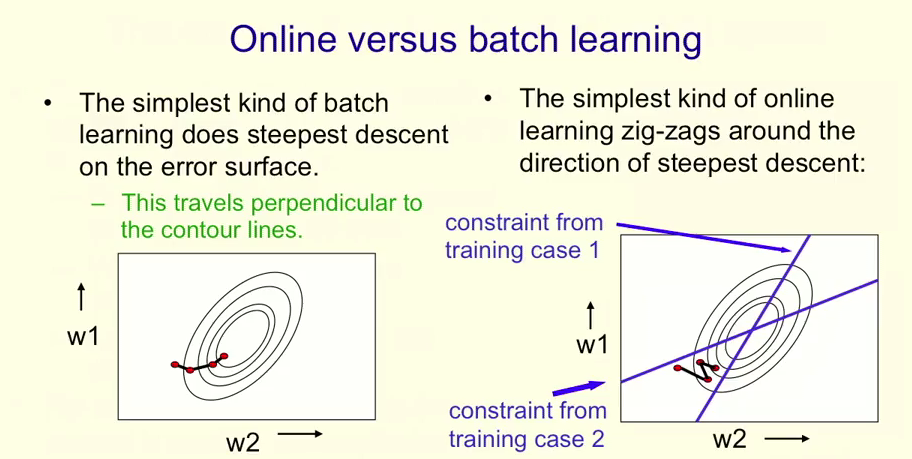 Online versus batch learning
• The simplest kind of batch
learning does steepest descent
on the error surface.
– This travels perpendicular to
the contour lines.
w1
w2
• The simplest kind of online
learning zig-zags around the
direction of steepest descent:
constraint from
training case 1
w1
constraint from
training case 2
w2